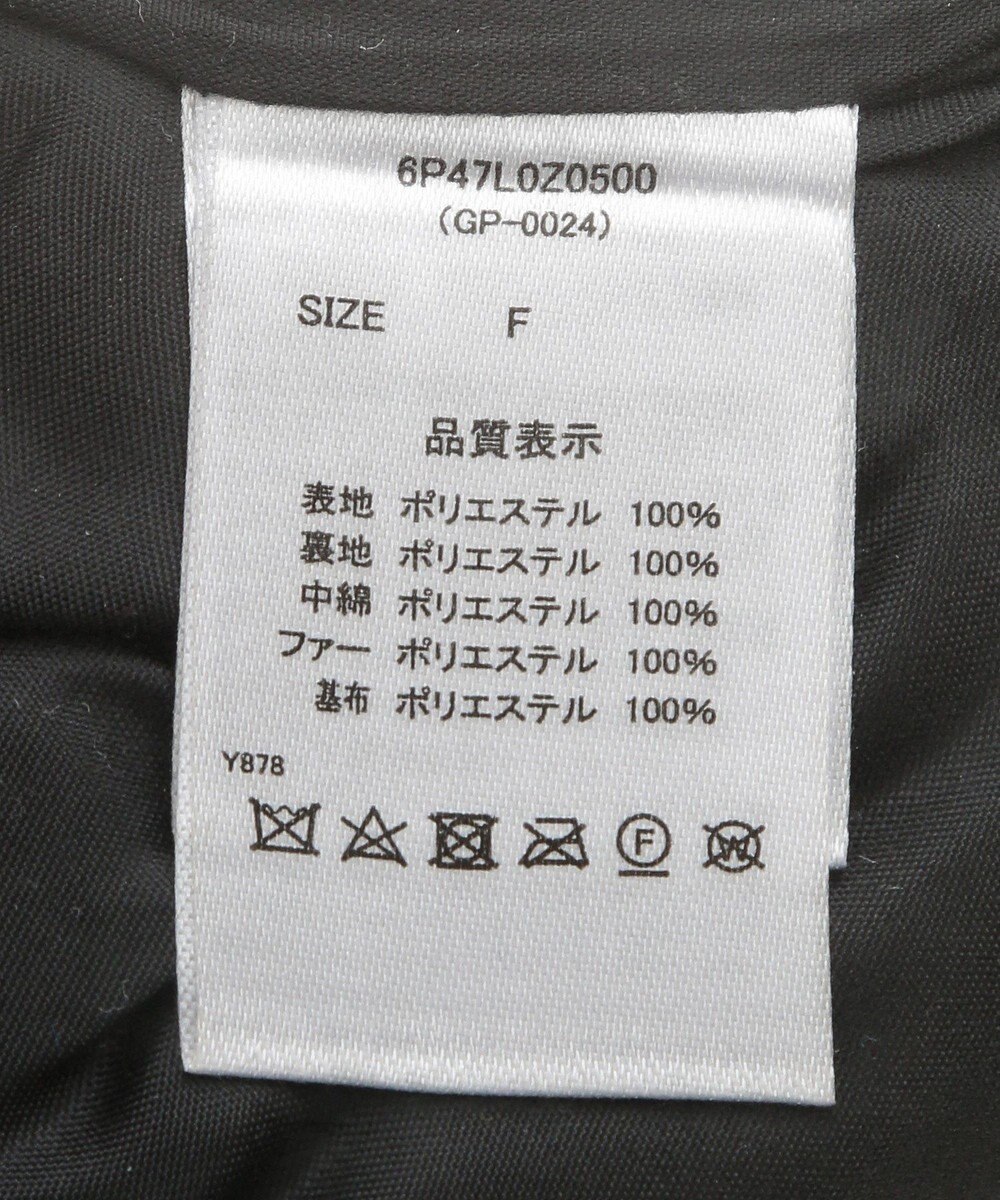 6P47L0Z0500
(GP-0024)
SIZE F
品質表示
表地 ポリエステル 100%
裏地 ポリエステル 100%
中綿 ポリエステル 100%
ファー ポリエステル 100%
基布 ポリエステル 100%
Y878
F W